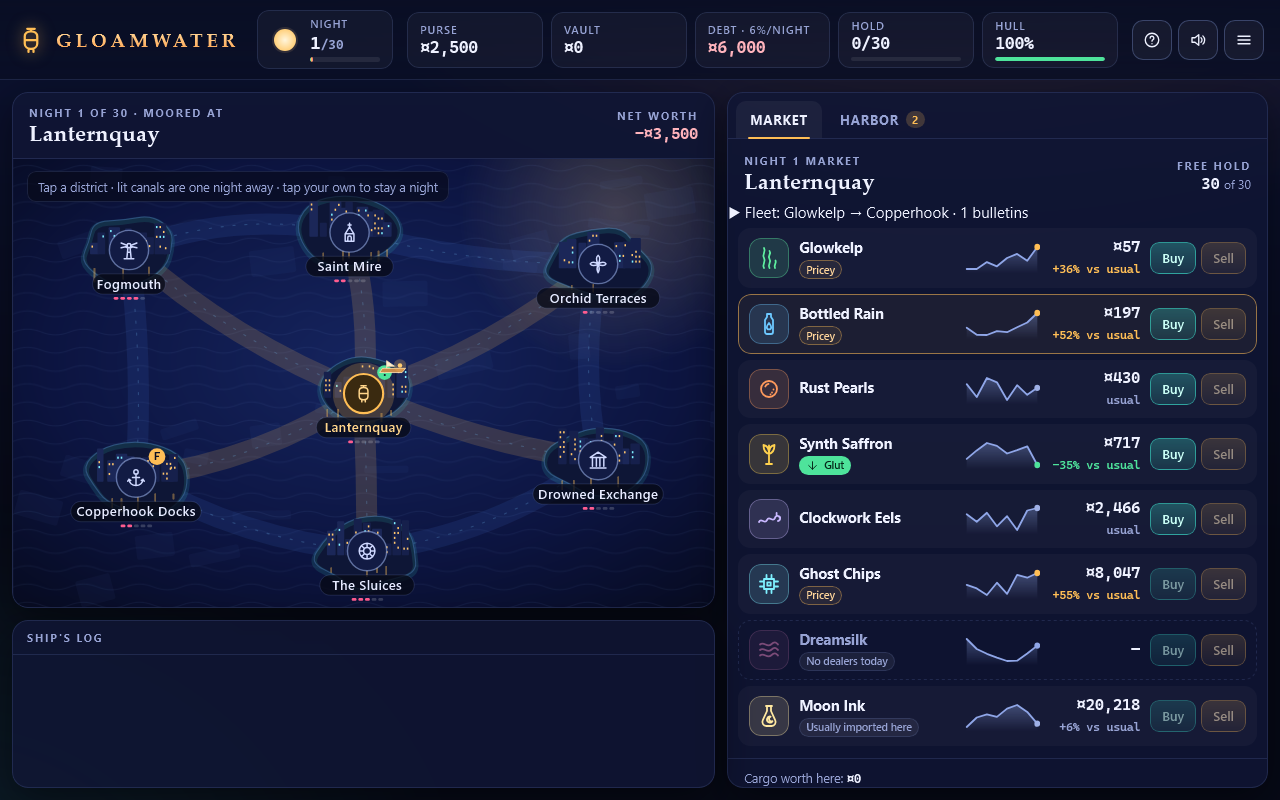 GLOAMWATER
NIGHT
1/30
PURSE
¤2,500
VAULT
¤0
DEBT · 6%/NIGHT
¤6,000
HOLD
0/30
HULL
100%
NIGHT 1 OF 30 · MOORED AT
Lanternquay
NET WORTH
−¤3,500
Tap a district · lit canals are one night away · tap your own to stay a night
Fogmouth
Saint Mire
Orchid Terraces
Lanternquay
F
Copperhook Docks
Drowned Exchange
The Sluices
SHIP'S LOG
MARKET
HARBOR 2
NIGHT 1 MARKET
Lanternquay
FREE HOLD
30 of 30
▶ Fleet: Glowkelp → Copperhook · 1 bulletins
Glowkelp
Pricey
¤57
+36% vs usual
Buy
Sell
Bottled Rain
Pricey
¤197
+52% vs usual
Buy
Sell
Rust Pearls
¤430
usual
Buy
Sell
Synth Saffron
↓ Glut
¤717
−35% vs usual
Buy
Sell
Clockwork Eels
¤2,466
usual
Buy
Sell
Ghost Chips
Pricey
¤8,047
+55% vs usual
Buy
Sell
Dreamsilk
No dealers today
—
Buy
Sell
Moon Ink
Usually imported here
¤20,218
+6% vs usual
Buy
Sell
Cargo worth here: ¤0